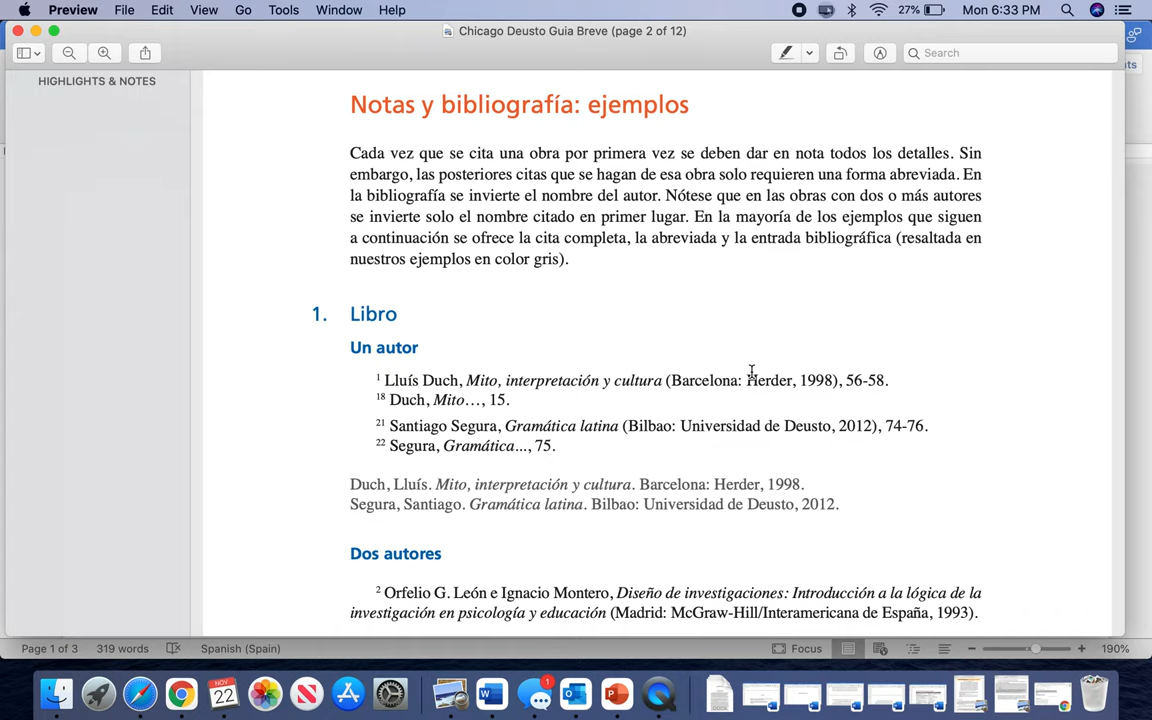 Preview File Edit View Go Tools Window Help 27% Mon 6:33 PM
Chicago Deusto Guia Breve (page 2 of 12)
Search
ts
HIGHLIGHTS & NOTES
Notas y bibliografía: ejemplos
Cada vez que se cita una obra por primera vez se deben dar en nota todos los detalles. Sin
embargo, las posteriores citas que se hagan de esa obra solo requieren una forma abreviada. En
la bibliografía se invierte el nombre del autor. Nótese que en las obras con dos o más autores
se invierte solo el nombre citado en primer lugar. En la mayoría de los ejemplos que siguen
a continuación se ofrece la cita completa, la abreviada y la entrada bibliográfica (resaltada en
nuestros ejemplos en color gris).
1. Libro
Un autor
1 Lluís Duch, Mito, interpretación y cultura (Barcelona: Herder, 1998), 56-58.
18 Duch, Mito…, 15.
21 Santiago Segura, Gramática latina (Bilbao: Universidad de Deusto, 2012), 74-76.
22 Segura, Gramática..., 75.
Duch, Lluís. Mito, interpretación y cultura. Barcelona: Herder, 1998.
Segura, Santiago. Gramática latina. Bilbao: Universidad de Deusto, 2012.
Dos autores
2 Orfelio G. León e Ignacio Montero, Diseño de investigaciones: Introducción a la lógica de la
investigación en psicología y educación (Madrid: McGraw-Hill/Interamericana de España, 1993).
Page 1 of 3 319 words Spanish (Spain) Focus 190%
NOV
22
1